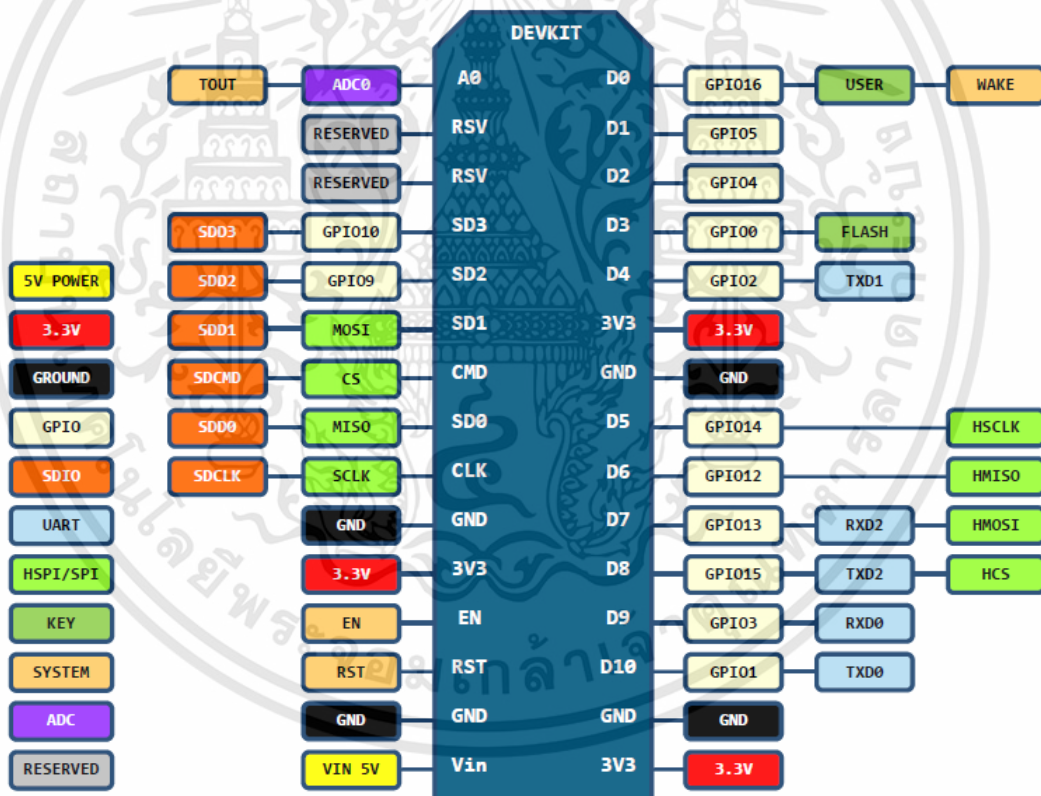 DEVKIT
TOUT ADC0 A0 D0 GPIO16 USER WAKE
RESERVED RSV D1 GPIO5
RESERVED RSV D2 GPIO4
SDD3 GPIO10 SD3 D3 GPIO0 FLASH
5V POWER SDD2 GPIO9 SD2 D4 GPIO2 TXD1
3.3V SDD1 MOSI SD1 3V3 3.3V
GROUND SDCMD CS CMD GND GND
GPIO SDD0 MISO SD0 D5 GPIO14 HSCLK
SDIO SDCLK SCLK CLK D6 GPIO12 HMISO
UART GND GND D7 GPIO13 RXD2 HMOSI
HSPI/SPI 3.3V 3V3 D8 GPIO15 TXD2 HCS
KEY EN EN D9 GPIO3 RXD0
SYSTEM RST RST D10 GPIO1 TXD0
ADC GND GND GND GND
RESERVED VIN 5V Vin 3V3 3.3V